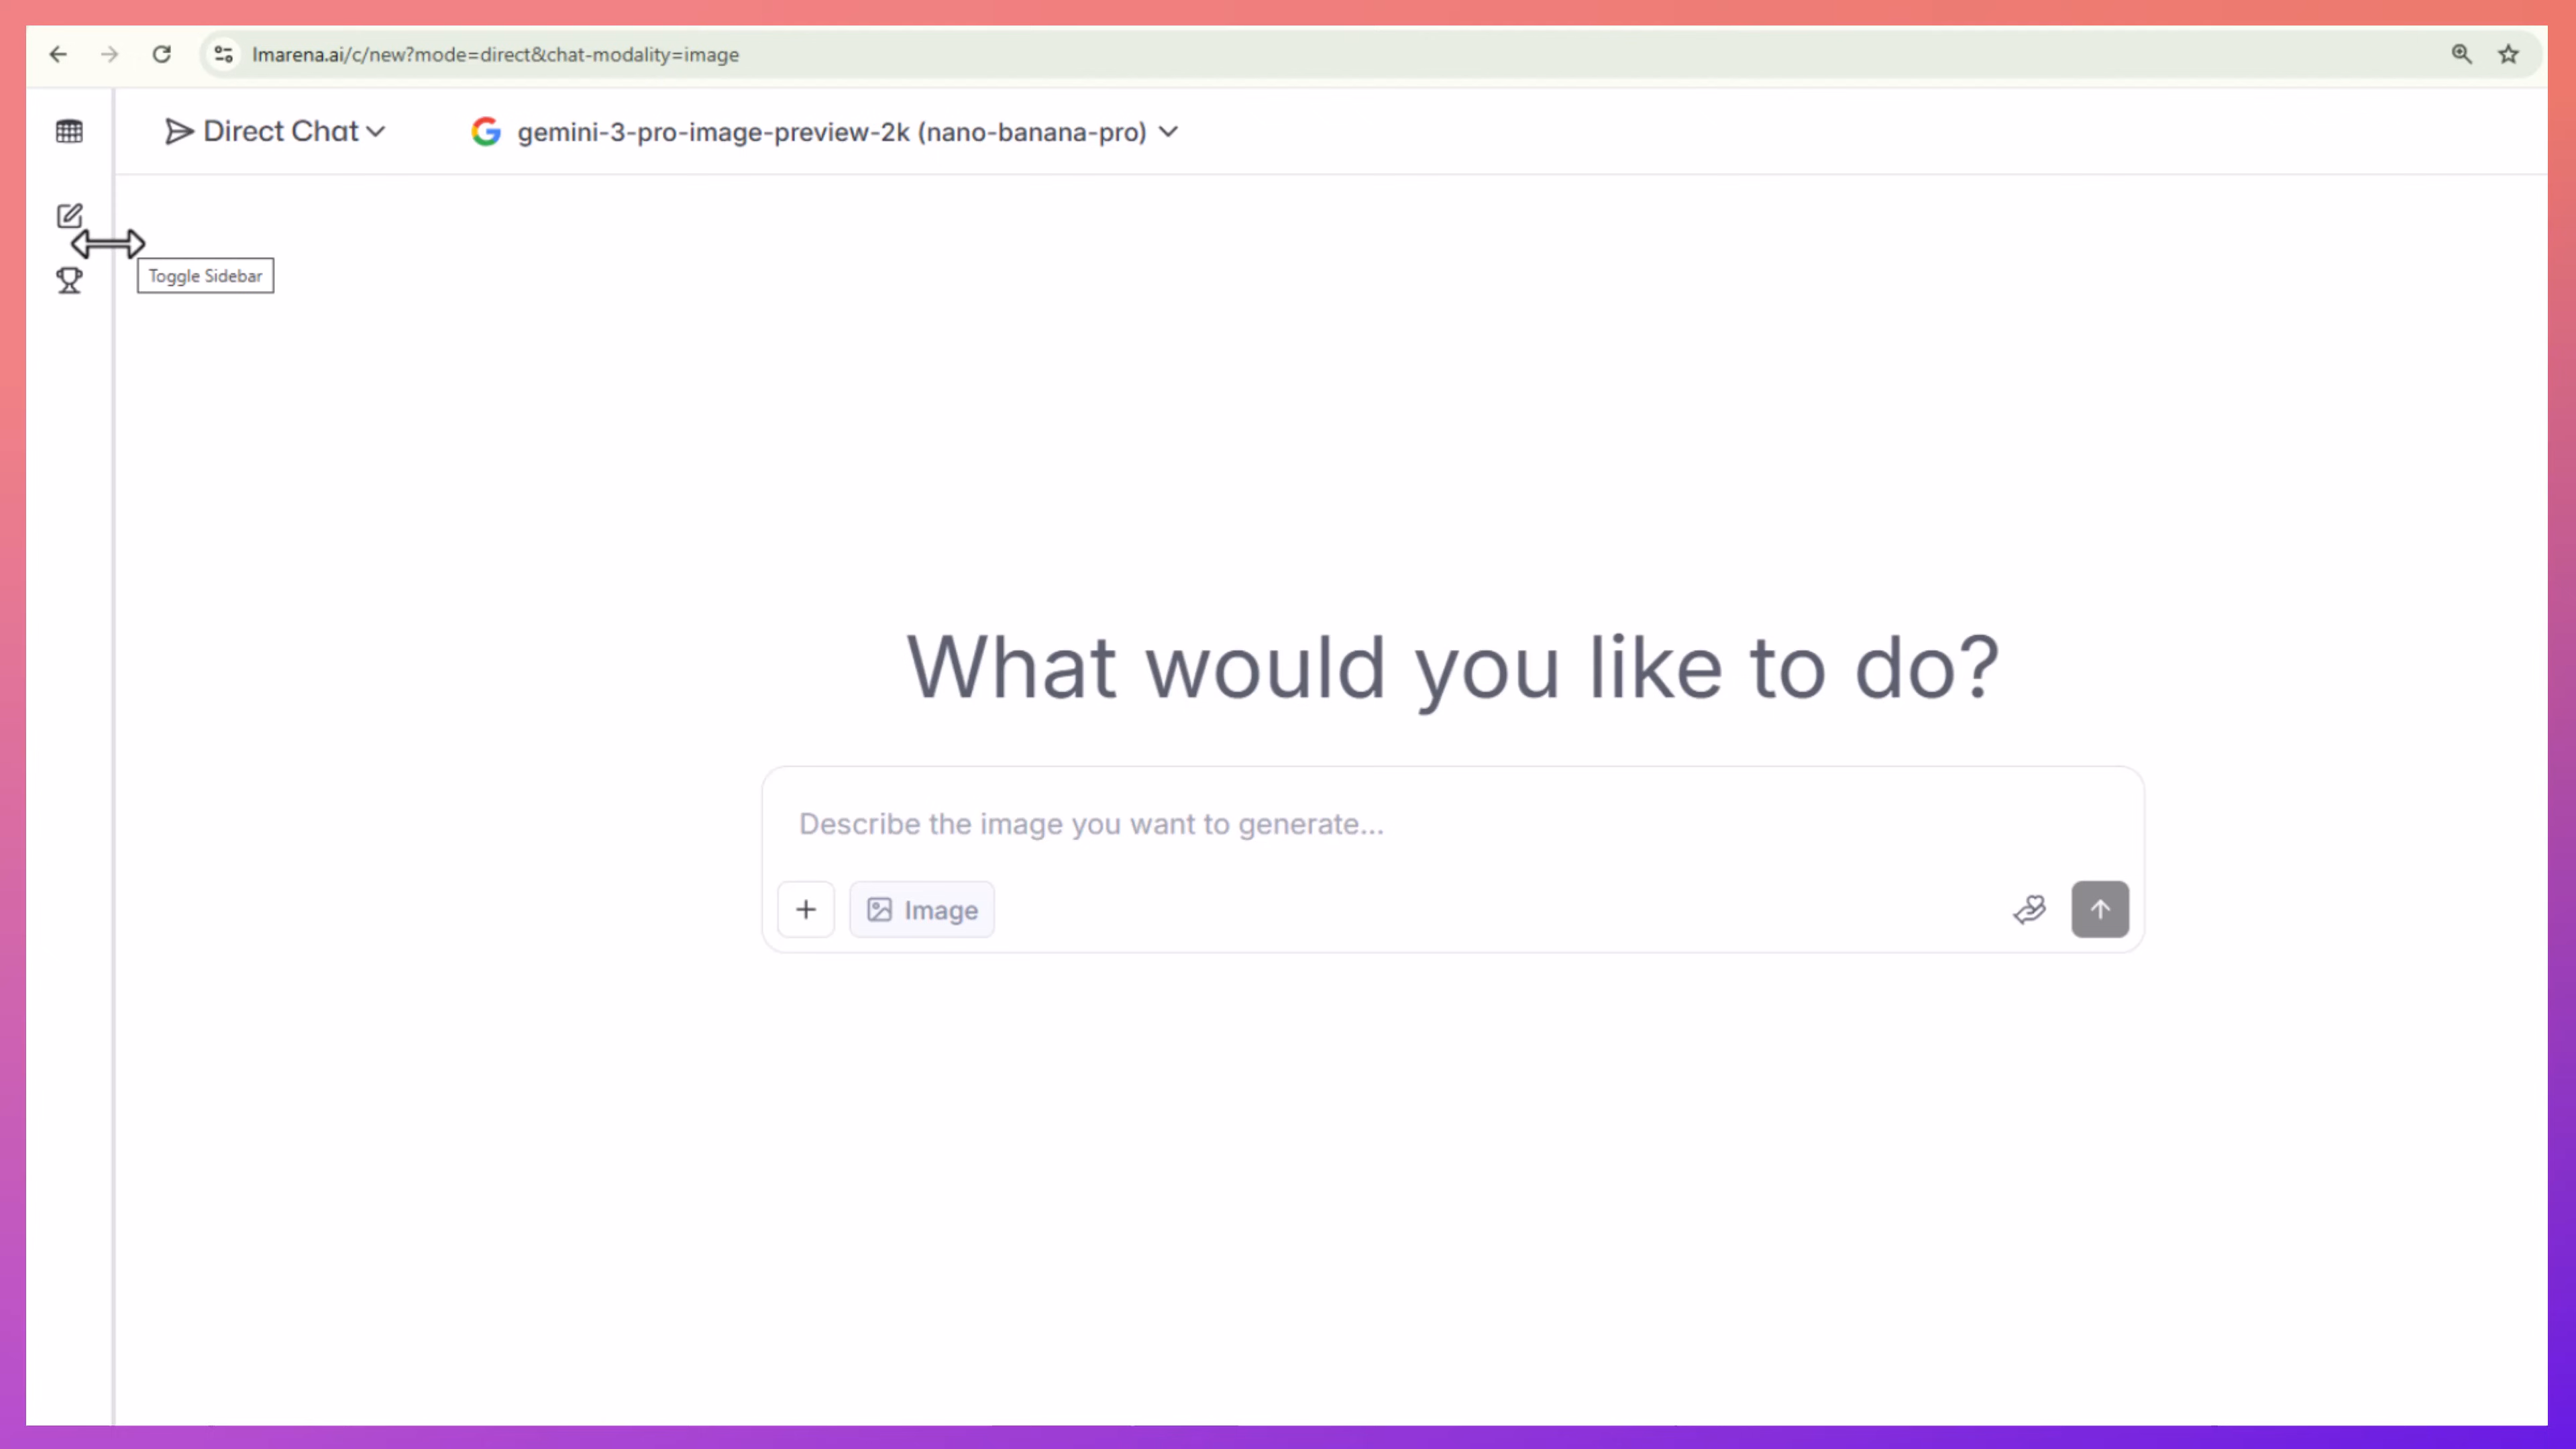 lmarena.ai/c/new?mode=direct&chat-modality=image
Direct Chat
gemini-3-pro-image-preview-2k (nano-banana-pro)
Toggle Sidebar
What would you like to do?
Describe the image you want to generate...
Image